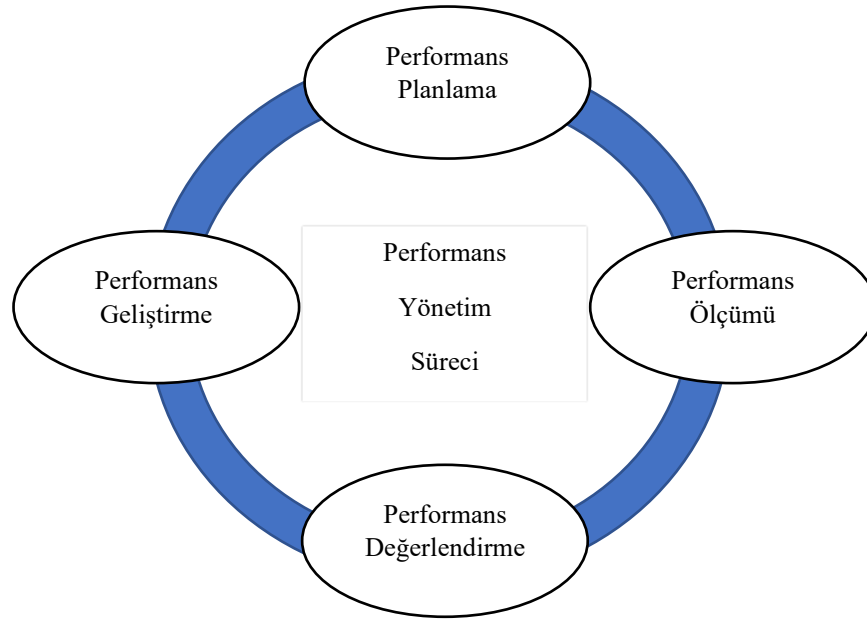 Performans
Planlama
Performans
Geliştirme
Performans
Yönetim
Süreci
Performans
Ölçümü
Performans
Değerlendirme